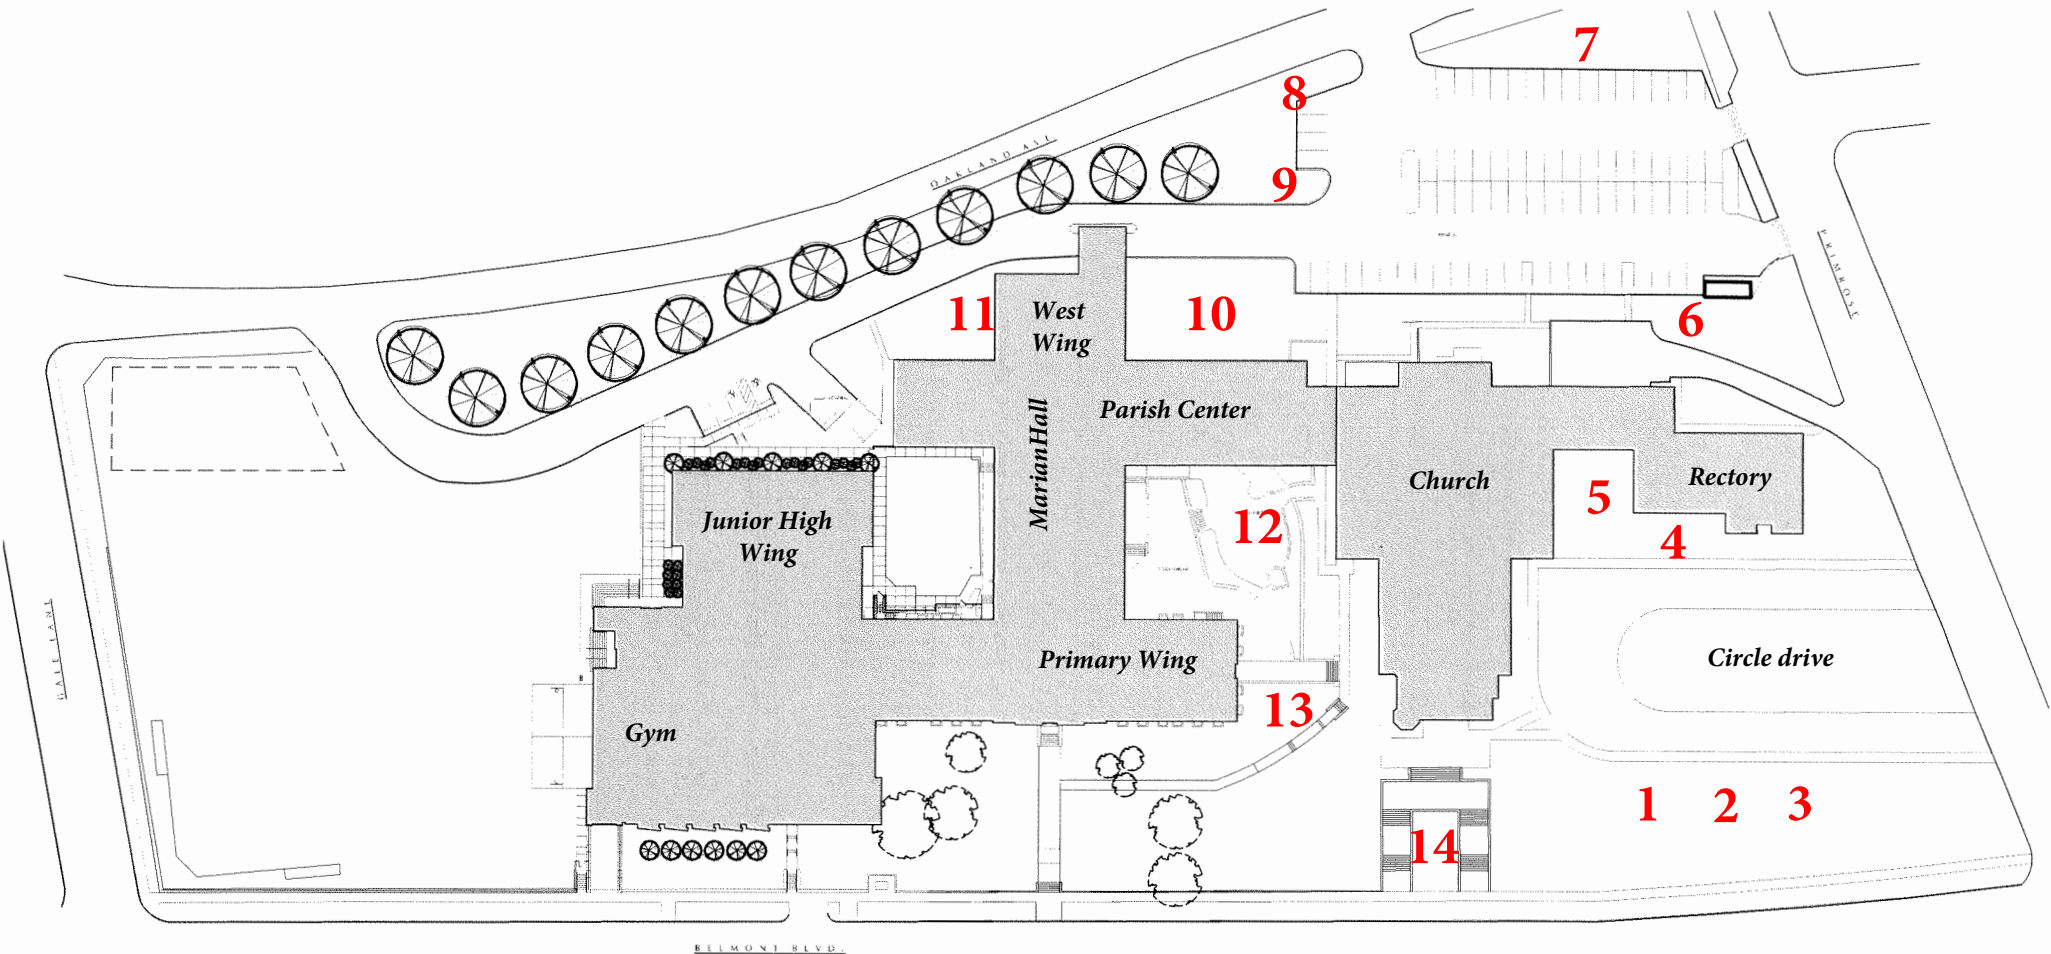 7
8
OAKLAND AVE.
9
PRIMROSE
11
West
Wing
10
6
MarianHall
Parish Center
Church
Rectory
5
Junior High
Wing
12
4
GALE LANE
Primary Wing
Circle drive
13
Gym
1 2 3
14
BELMONT BLVD.